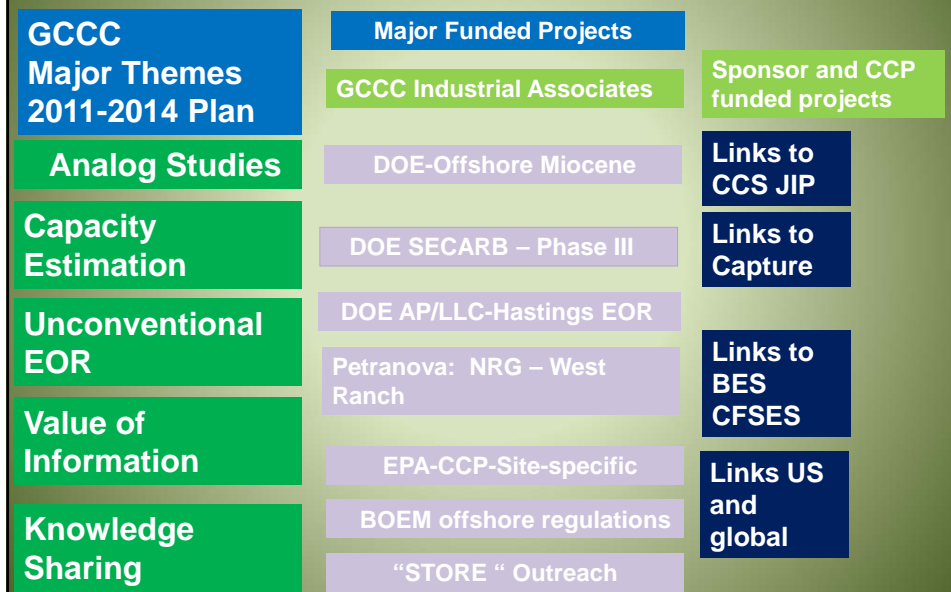 GCCC
Major Themes
2011-2014 Plan
Analog Studies
Capacity
Estimation
Unconventional
EOR
Value of
Information
Knowledge
Sharing
Major Funded Projects
GCCC Industrial Associates
DOE-Offshore Miocene
DOE SECARB – Phase III
DOE AP/LLC-Hastings EOR
Petranova:  NRG – West
Ranch
EPA-CCP-Site-specific
BOEM offshore regulations
“STORE “ Outreach
Sponsor and CCP
funded projects
Links to
CCS JIP
Links to
Capture
Links to
BES
CFSES
Links US
and
global